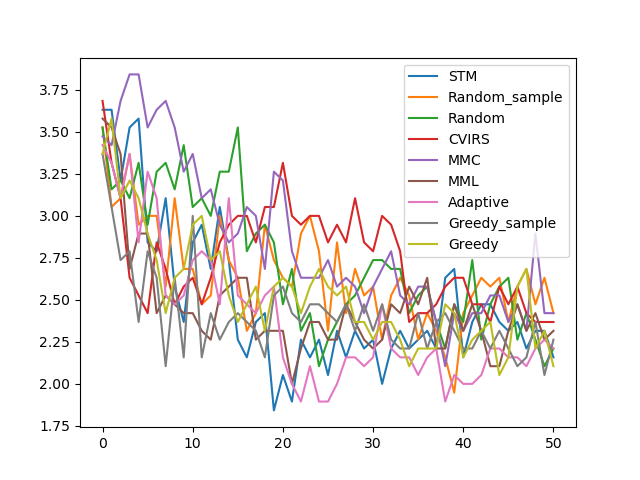 3.75
3.50
3.25
3.00
2.75
2.50
2.25
2.00
1.75
0
10
20
30
40
50
STM
Random_sample
Random
CVIRS
MMC
MML
Adaptive
Greedy_sample
Greedy